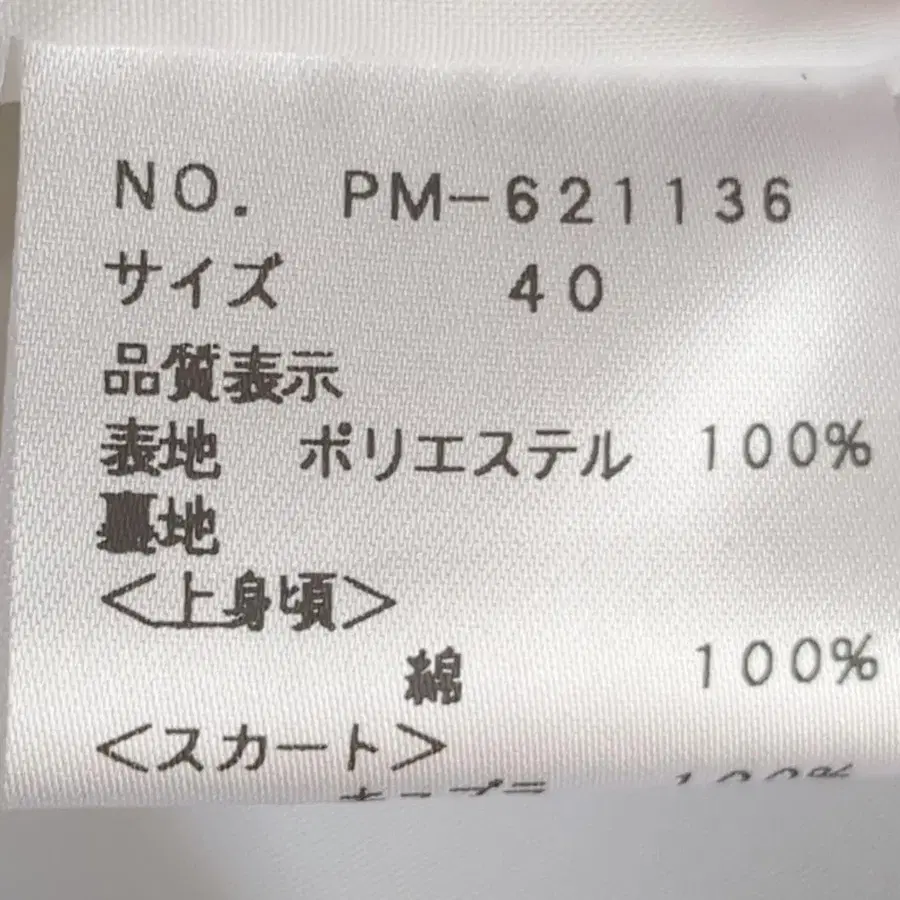 NO. PM-621136
サイズ 40
品質表示
表地 ポリエステル 100%
裏地
<上身頃>
綿 100%
<スカート>
100%